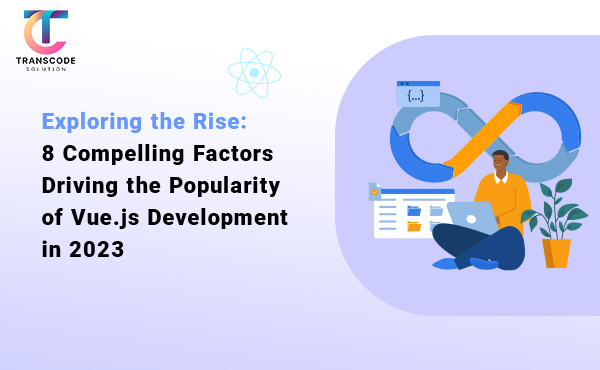 TRANSCODE
SOLUTION
Exploring the Rise:
8 Compelling Factors
Driving the Popularity
of Vue.js Development
in 2023
{...}